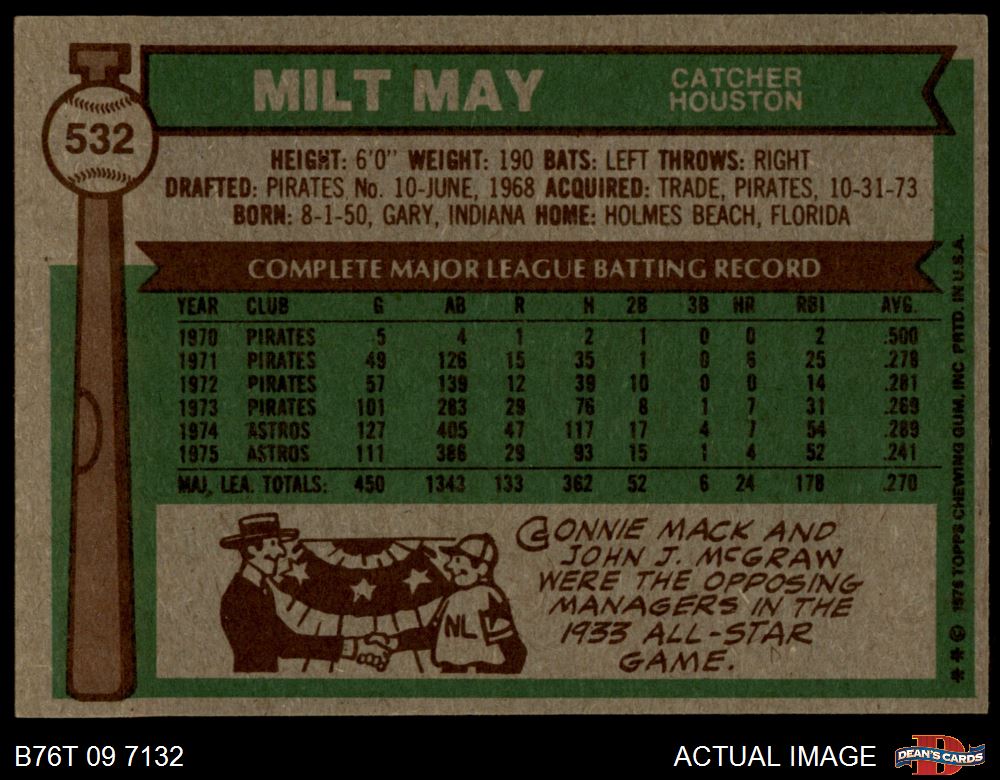 532
MILT MAY
CATCHER
HOUSTON
HEIGHT: 6'0" WEIGHT: 190 BATS: LEFT THROWS: RIGHT
DRAFTED: PIRATES No. 10-JUNE, 1968 ACQUIRED: TRADE, PIRATES, 10-31-73
BORN: 8-1-50, GARY, INDIANA HOME: HOLMES BEACH, FLORIDA
COMPLETE MAJOR LEAGUE BATTING RECORD
YEAR CLUB G AB R H 2B 3B HR RBI AVG.
1970 PIRATES 5 4 1 2 1 0 0 2 .500
1971 PIRATES 49 126 15 35 1 0 6 25 .278
1972 PIRATES 57 139 12 39 10 0 0 14 .281
1973 PIRATES 101 283 29 76 8 1 7 31 .269
1974 ASTROS 127 405 47 117 17 4 7 54 .289
1975 ASTROS 111 386 29 93 15 1 4 52 .241
MAJ. LEA. TOTALS: 450 1343 133 362 52 6 24 178 .270
NL
CONNIE MACK AND
JOHN J. McGRAW
WERE THE OPPOSING
MANAGERS IN THE
1933 ALL-STAR
GAME.
** © 1976 TOPPS CHEWING GUM, INC PRTD. IN U.S.A.
B76T 09 7132
ACTUAL IMAGE
D
DEAN'S CARDS